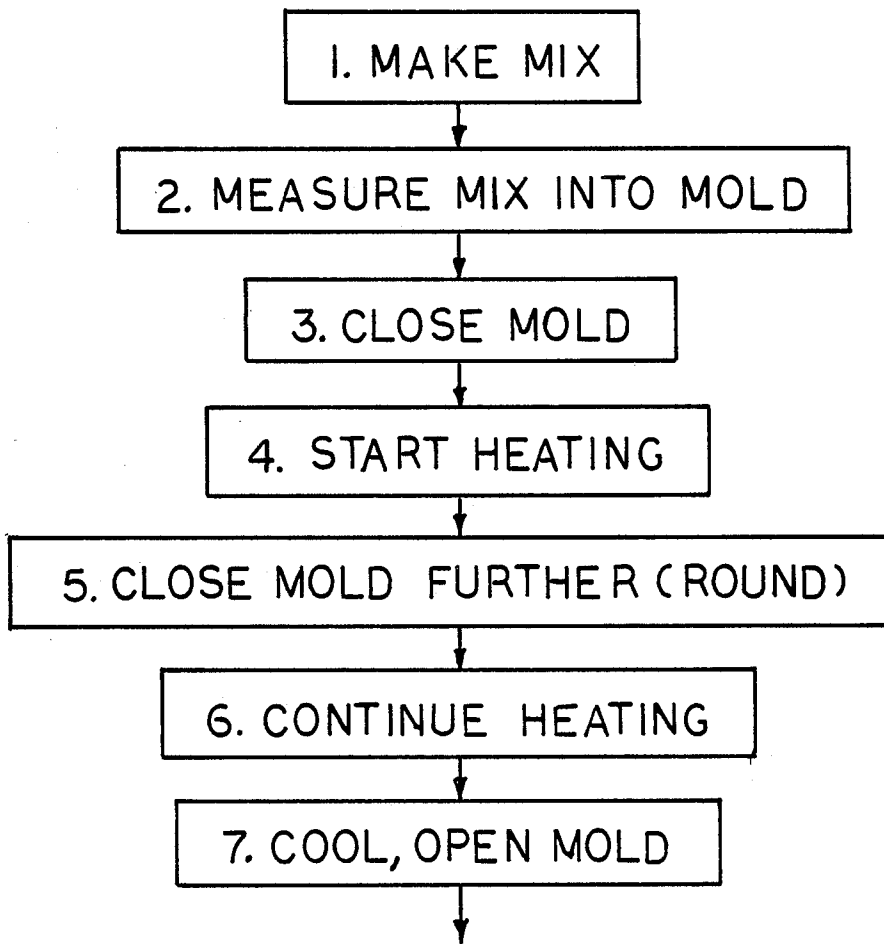 1. MAKE MIX
2. MEASURE MIX INTO MOLD
3. CLOSE MOLD
4. START HEATING
5. CLOSE MOLD FURTHER (ROUND)
6. CONTINUE HEATING
7. COOL, OPEN MOLD